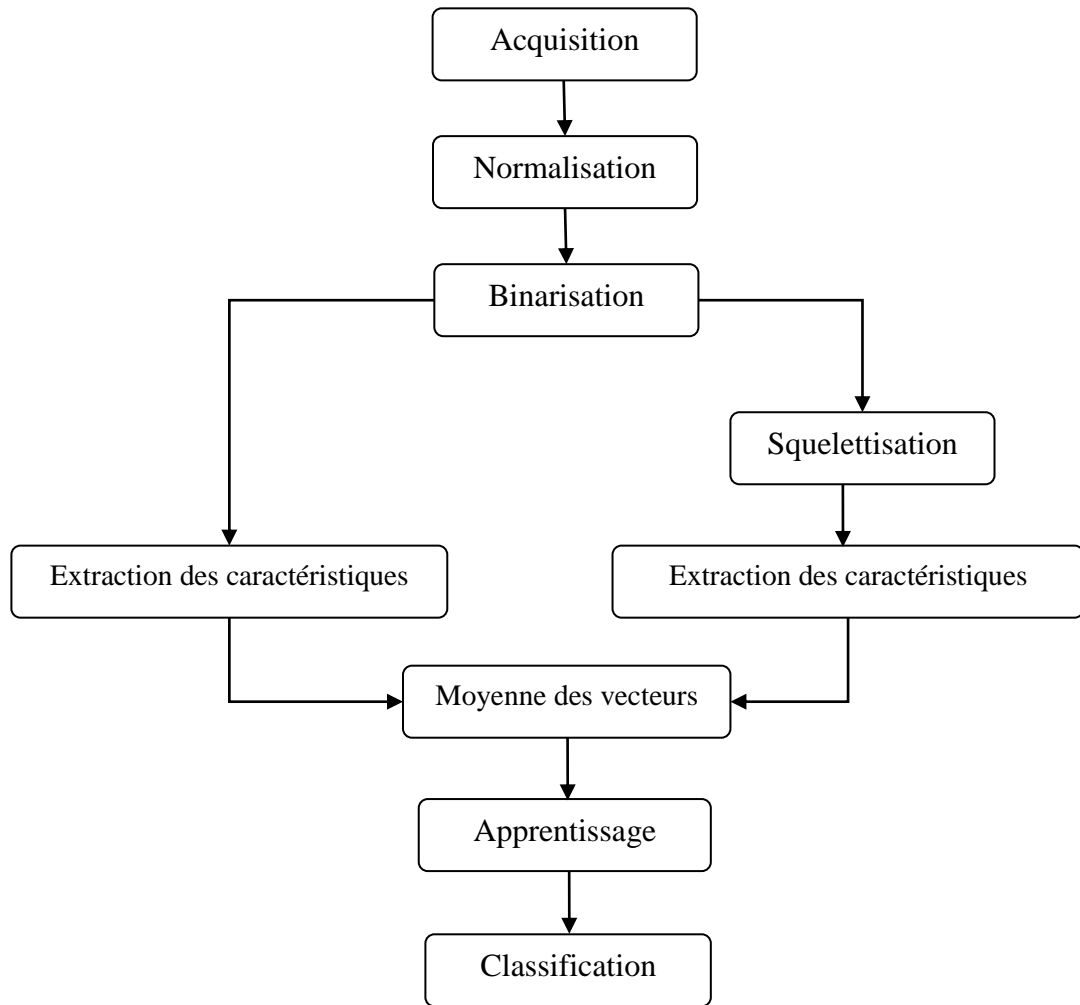 Acquisition
Normalisation
Binarisation
Squelettisation
Extraction des caractéristiques
Extraction des caractéristiques
Moyenne des vecteurs
Apprentissage
Classification